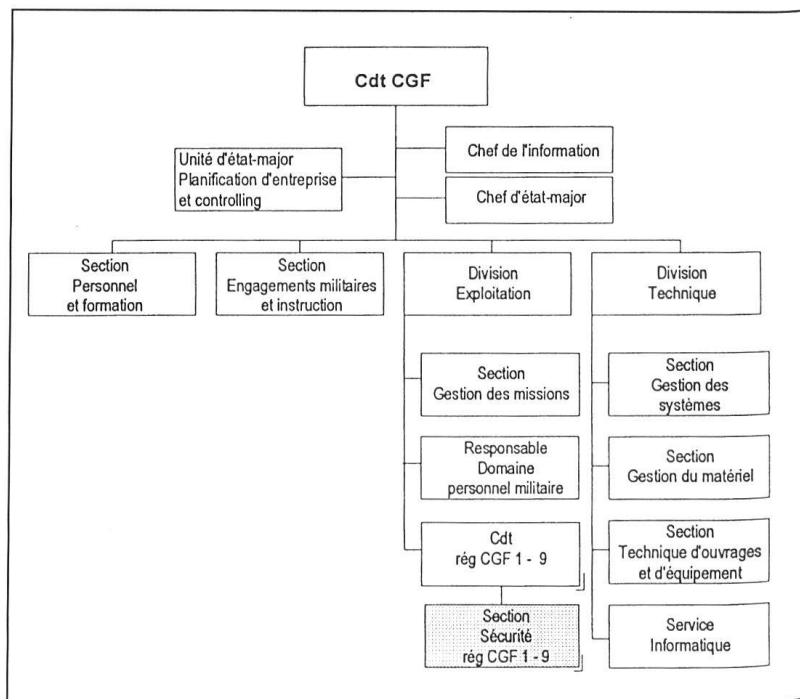 Cdt CGF
Unité d'état-major
Planification d'entreprise
et controlling
Chef de l'information
Chef d'état-major
Section
Personnel
et formation
Section
Engagements militaires
et instruction
Division
Exploitation
Division
Technique
Section
Gestion des missions
Responsable
Domaine
personnel militaire
Cdt
rég CGF 1 - 9
Section
Sécurité
rég CGF 1 - 9
Section
Gestion des
systèmes
Section
Gestion du matériel
Section
Technique d'ouvrages
et d'équipement
Service
Informatique